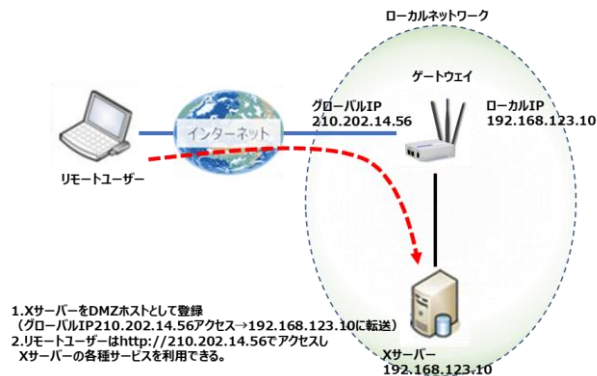 ローカルネットワーク
ゲートウェイ
グローバルIP
210.202.14.56
ローカルIP
192.168.123.10
インターネット
リモートユーザー
1.XサーバーをDMZホストとして登録
（グローバルIP210.202.14.56アクセス→192.168.123.10に転送）
2.リモートユーザーはhttp://210.202.14.56でアクセスし
Xサーバーの各種サービスを利用できる。
Xサーバー
192.168.123.10